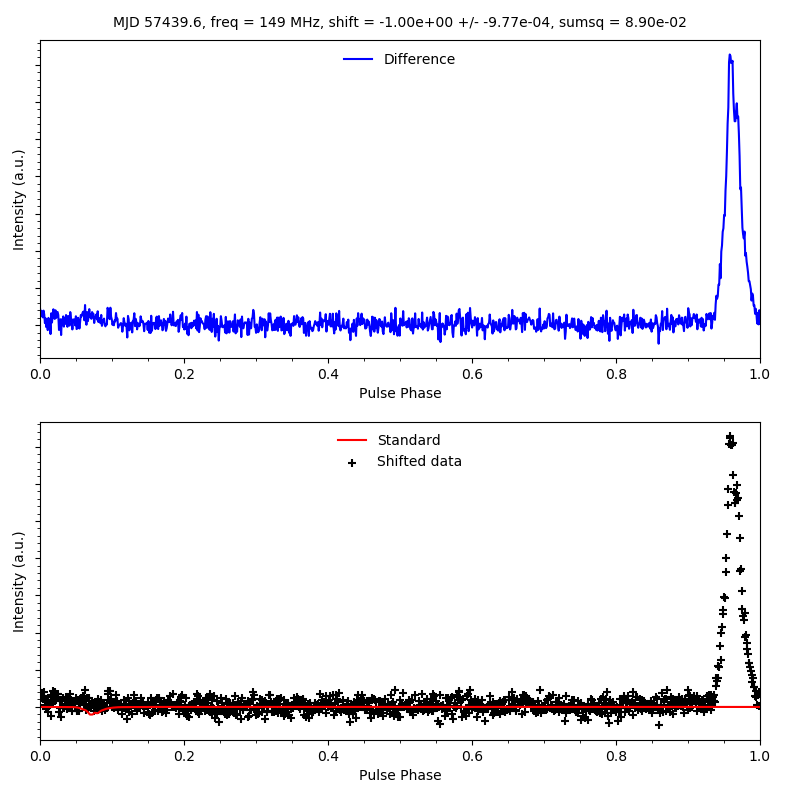 MJD 57439.6, freq = 149 MHz, shift = -1.00e+00 +/- -9.77e-04, sumsq = 8.90e-02
Difference
Intensity (a.u.)
0.0 0.2 0.4 0.6 0.8 1.0
Pulse Phase
Standard
Shifted data
Intensity (a.u.)
0.0 0.2 0.4 0.6 0.8 1.0
Pulse Phase